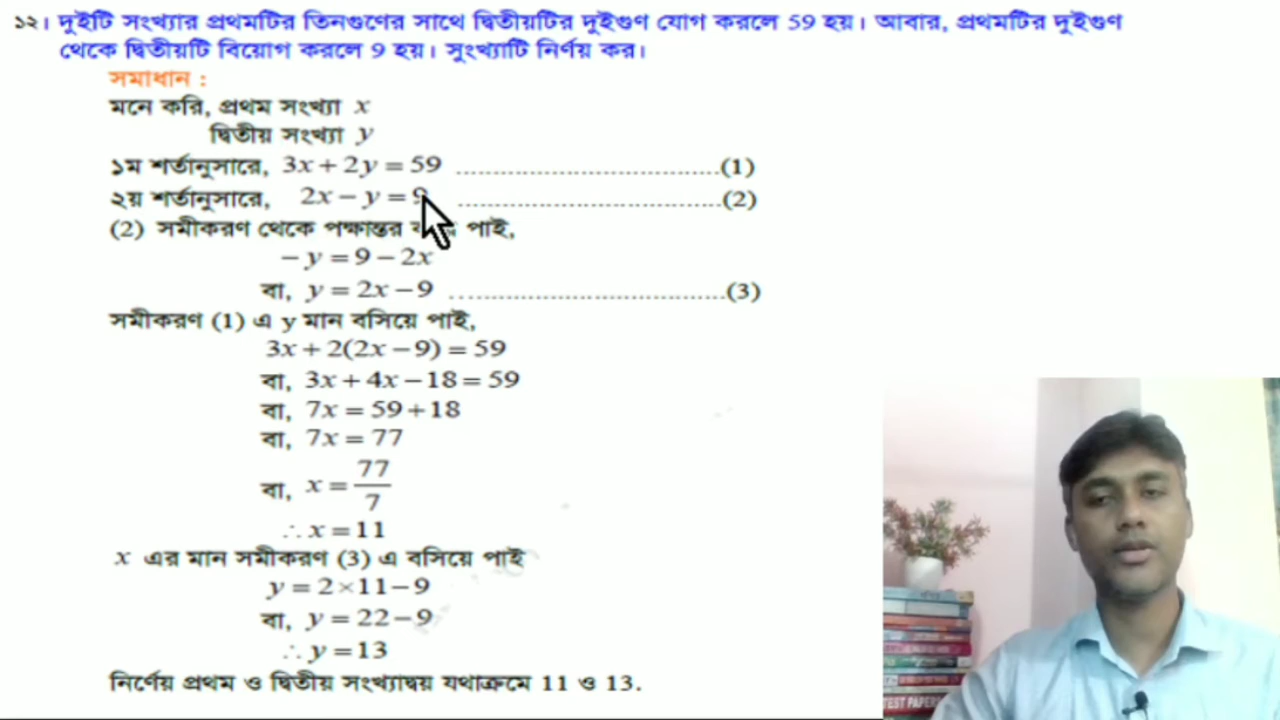 ১২। দুইটি সংখ্যার প্রথমটির তিনগুণের সাথে দ্বিতীয়টির দুইগুণ যোগ করলে 59 হয়। আবার, প্রথমটির দুইগুণ
থেকে দ্বিতীয়টি বিয়োগ করলে 9 হয়। সুংখ্যাটি নির্ণয় কর।
সমাধান :
মনে করি, প্রথম সংখ্যা x
দ্বিতীয় সংখ্যা y
১ম শর্তানুসারে, 3x + 2y = 59 ..........................................(1)
২য় শর্তানুসারে, 2x − y = 9 ..........................................(2)
(2) সমীকরণ থেকে পক্ষান্তর পাই,
− y = 9 − 2x
বা, y = 2x − 9 ..........................................(3)
সমীকরণ (1) এ y মান বসিয়ে পাই,
3x + 2(2x − 9) = 59
বা, 3x + 4x − 18 = 59
বা, 7x = 59 + 18
বা, 7x = 77
বা, x = 77/7
∴ x = 11
x এর মান সমীকরণ (3) এ বসিয়ে পাই
y = 2×11 − 9
বা, y = 22 − 9
∴ y = 13
নির্ণেয় প্রথম ও দ্বিতীয় সংখ্যাদ্বয় যথাক্রমে 11 ও 13.
TEST PAPER